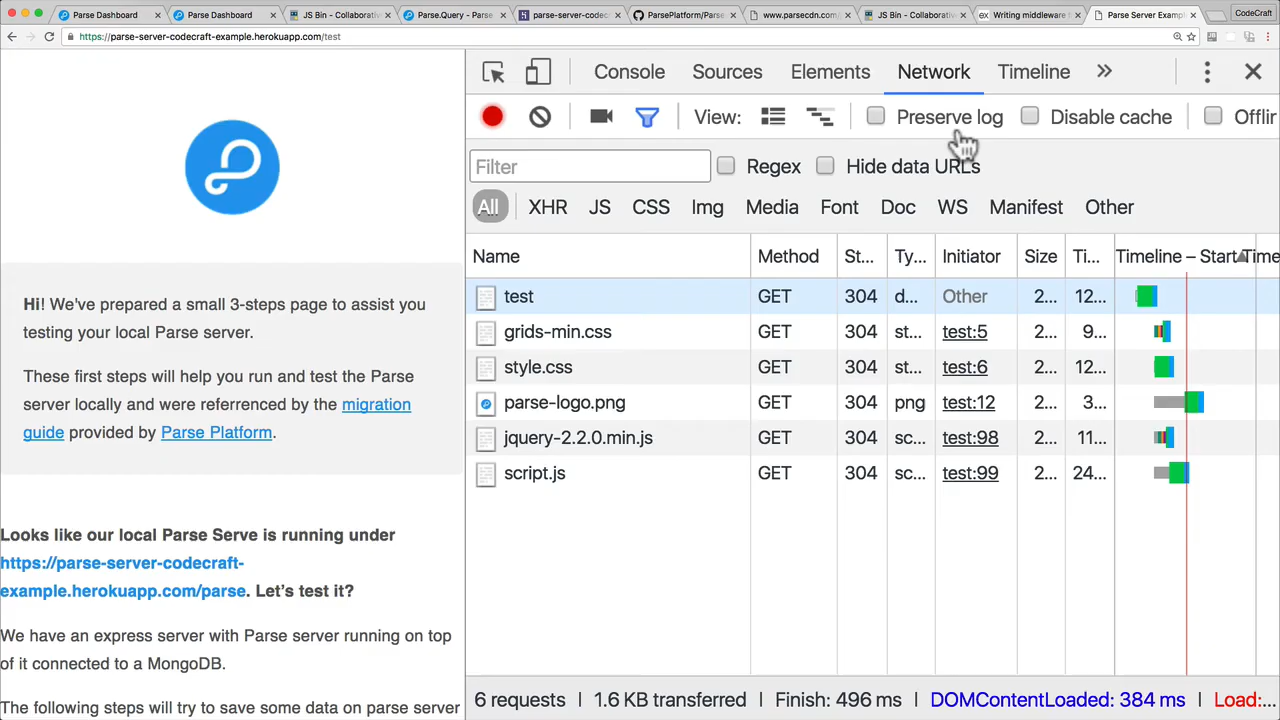 Parse Dashboard
Parse Dashboard
JS Bin - Collaborativ
Parse.Query - Parse
parse-server-codec
ParsePlatform/Parse
www.parsecdn.com/
JS Bin - Collaborativ
Writing middleware
Parse Server Exampl
CodeCraft
https://parse-server-codecraft-example.herokuapp.com/test
Console Sources Elements Network Timeline
View: Preserve log Disable cache Offlin
Filter Regex Hide data URLs
All XHR JS CSS Img Media Font Doc WS Manifest Other
Name Method St... Ty... Initiator Size Ti... Timeline – Start Time
test GET 304 d... Other 2... 12...
grids-min.css GET 304 st... test:5 2... 9...
style.css GET 304 st... test:6 2... 12...
parse-logo.png GET 304 png test:12 2... 3...
jquery-2.2.0.min.js GET 304 sc... test:98 2... 11...
script.js GET 304 sc... test:99 2... 24...
6 requests | 1.6 KB transferred | Finish: 496 ms | DOMContentLoaded: 384 ms | Load:...
Hi! We've prepared a small 3-steps page to assist you
testing your local Parse server.
These first steps will help you run and test the Parse
server locally and were referrenced by the migration
guide provided by Parse Platform.
Looks like our local Parse Serve is running under
https://parse-server-codecraft-
example.herokuapp.com/parse. Let’s test it?
We have an express server with Parse server running on top
of it connected to a MongoDB.
The following steps will try to save some data on parse server